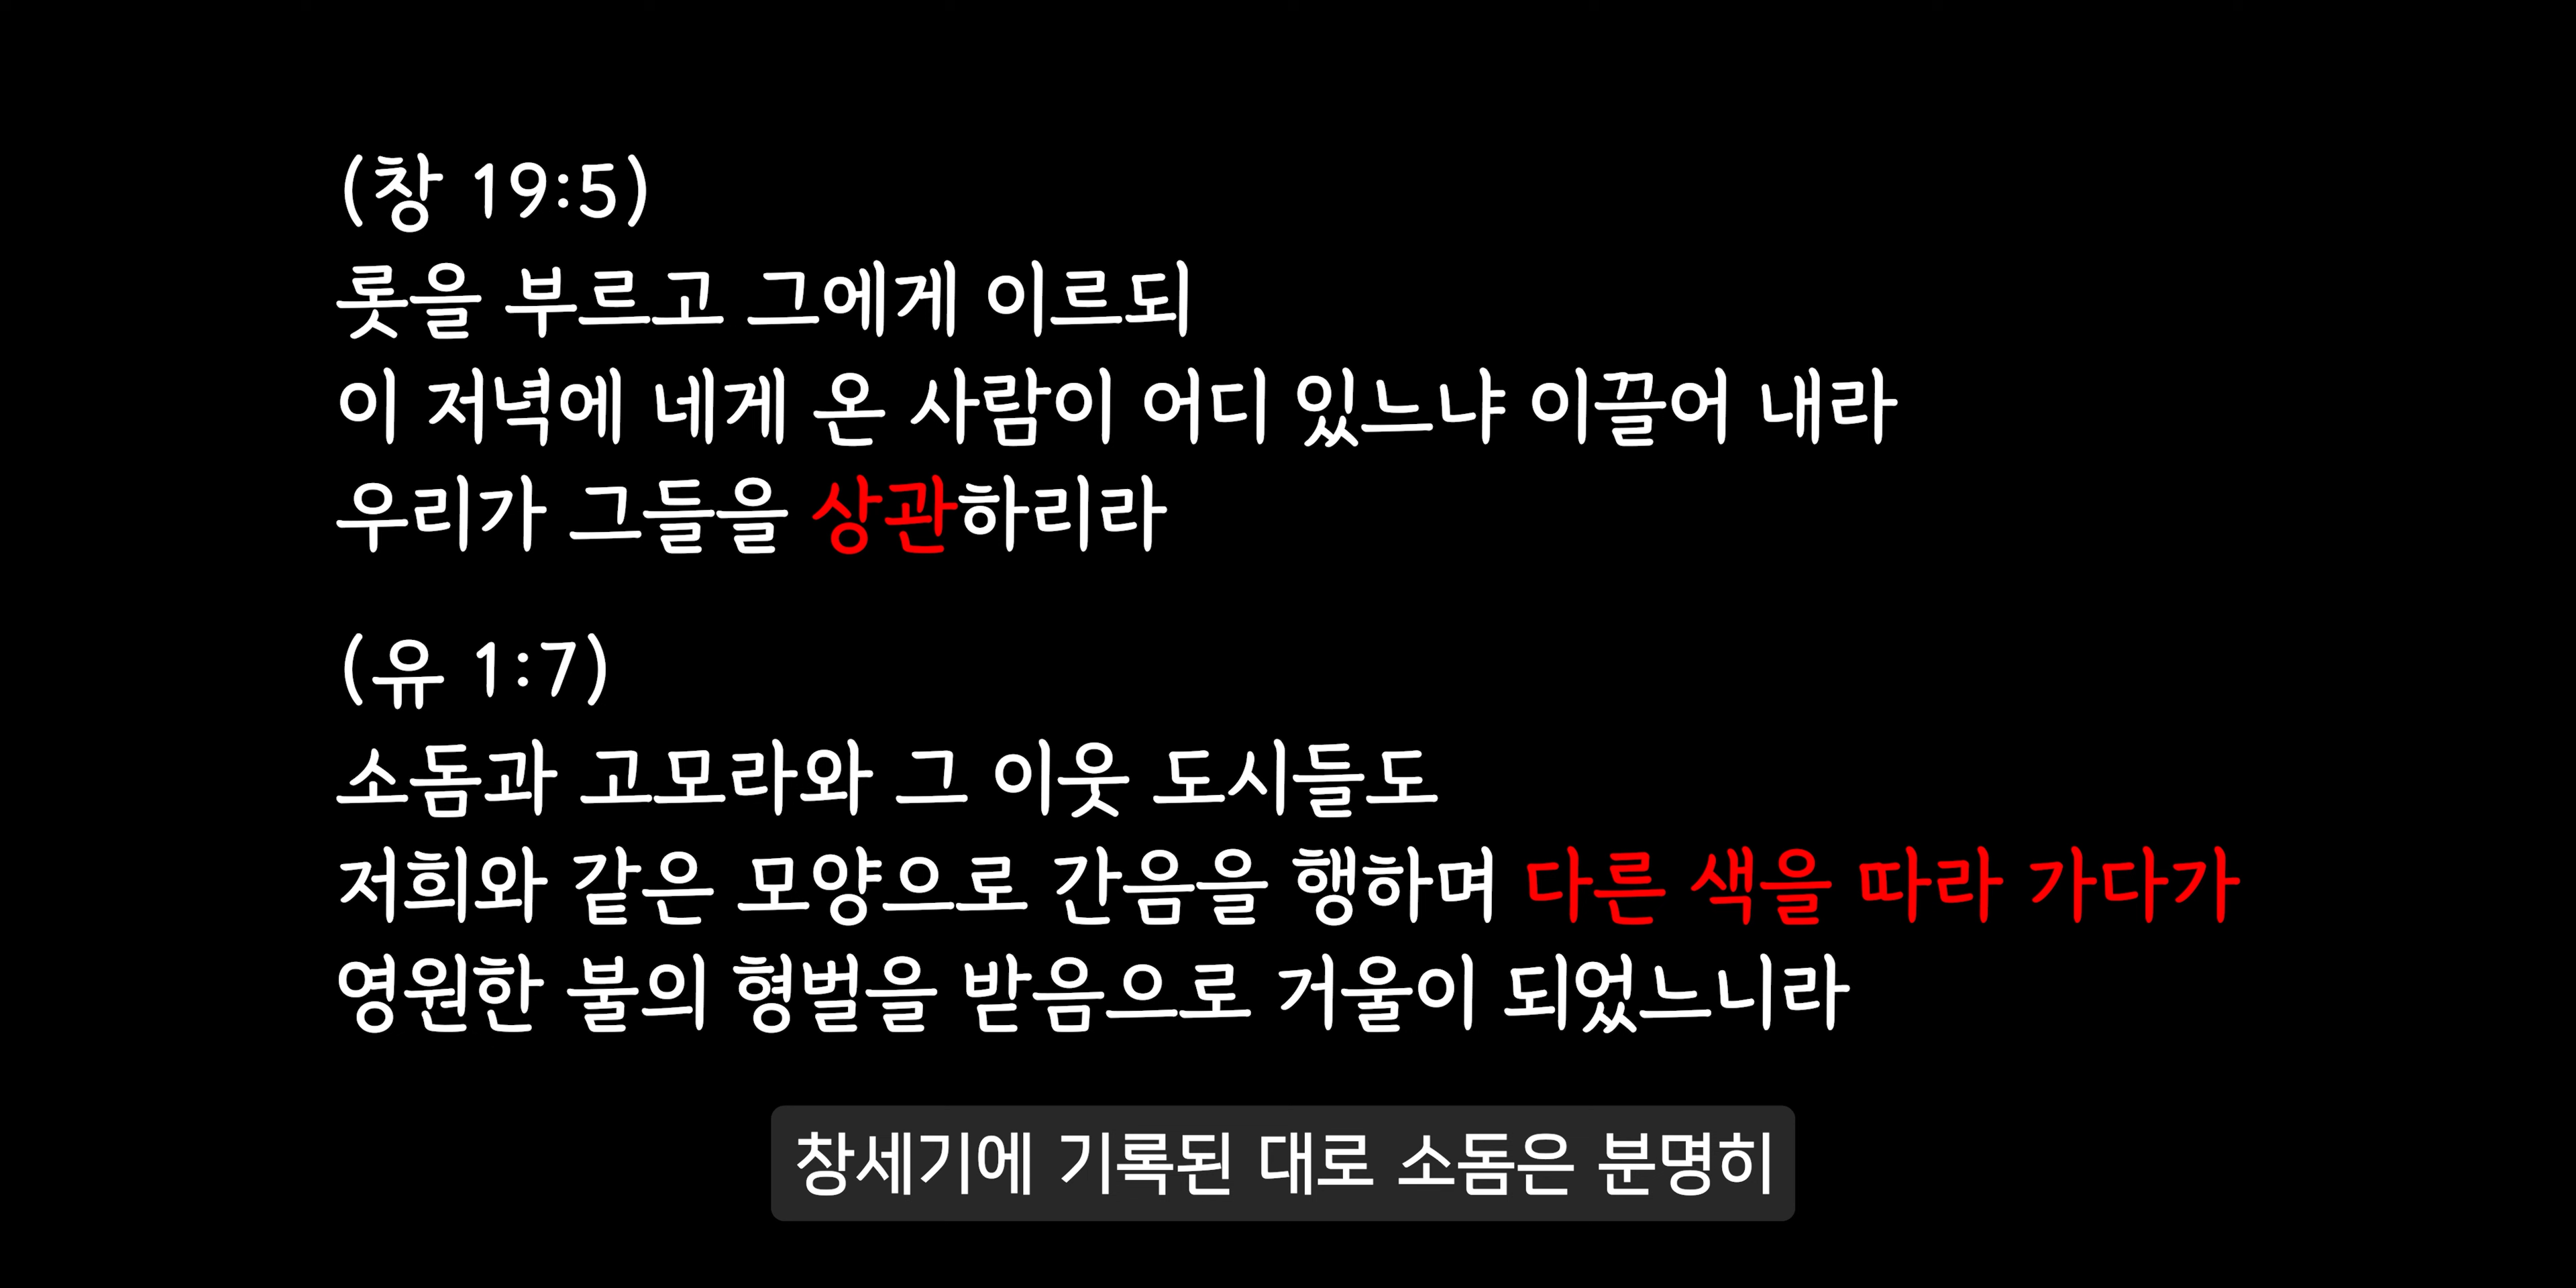 (창 19:5)
롯을 부르고 그에게 이르되
이 저녁에 네게 온 사람이 어디 있느냐 이끌어 내라
우리가 그들을 상관하리라
(유 1:7)
소돔과 고모라와 그 이웃 도시들도
저희와 같은 모양으로 간음을 행하며 다른 색을 따라 가다가
영원한 불의 형벌을 받음으로 거울이 되었느니라
창세기에 기록된 대로 소돔은 분명히